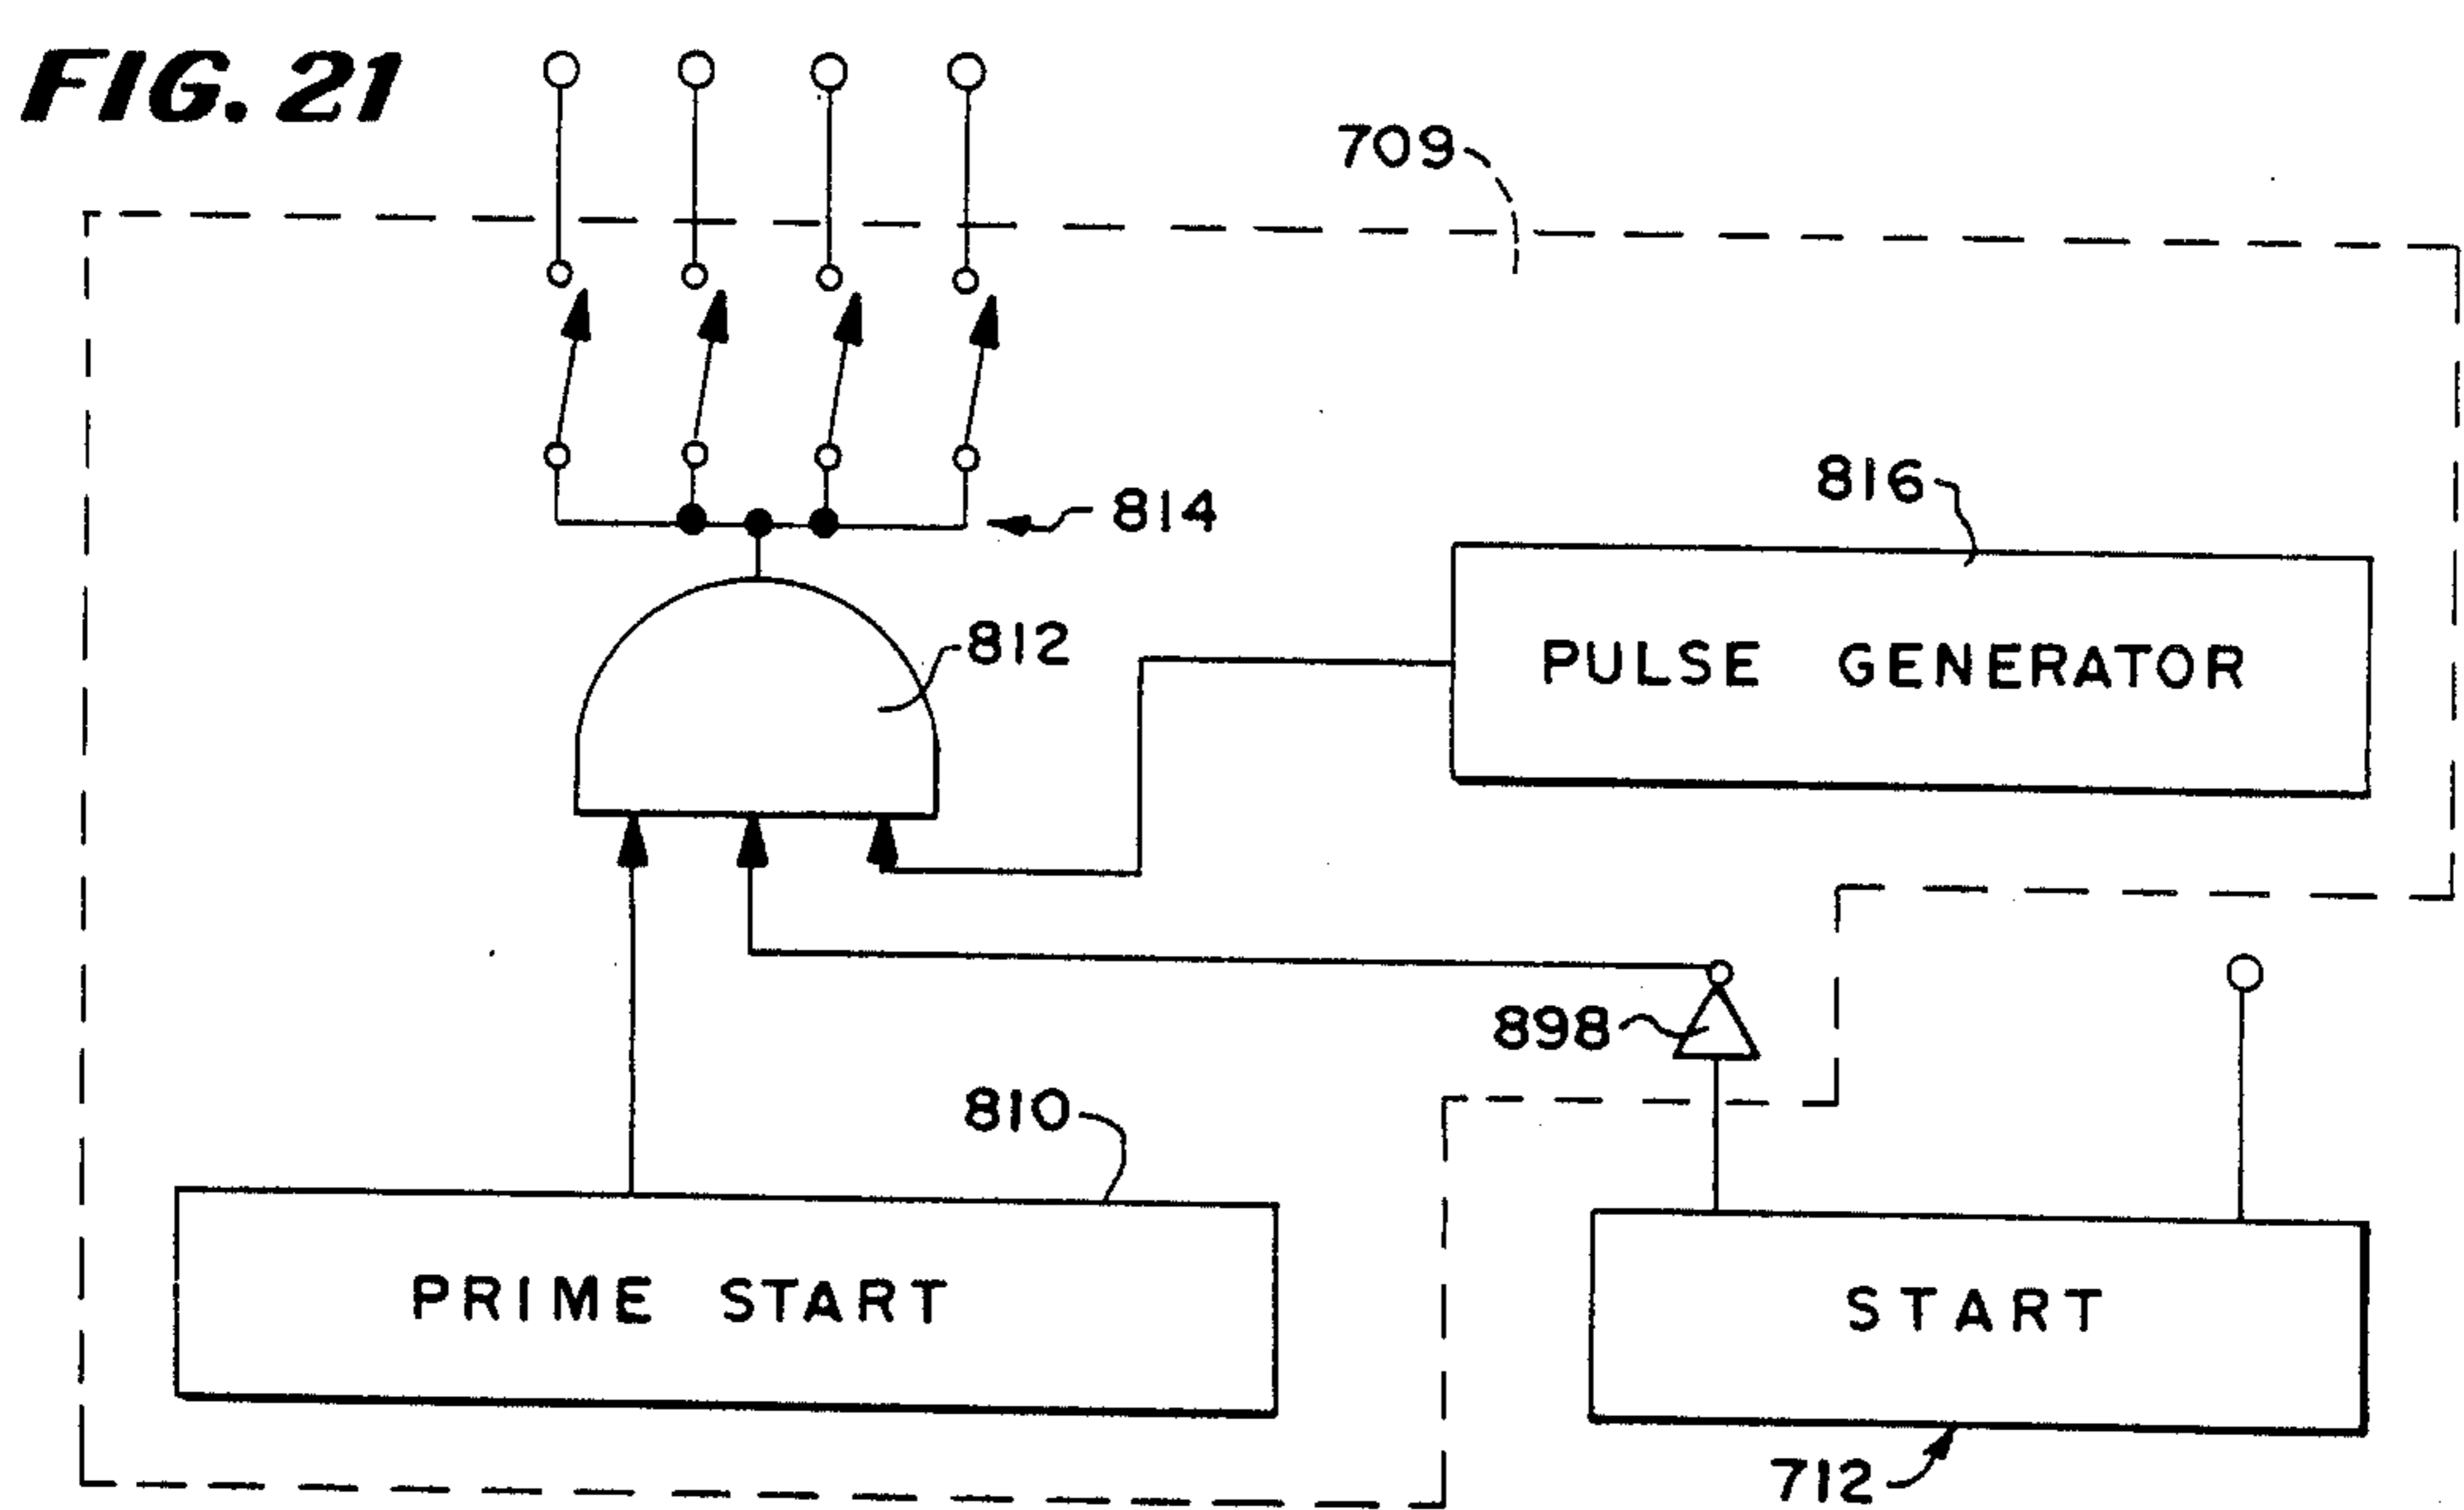 FIG. 21
709
816
814
812
PULSE GENERATOR
898
810
PRIME START
START
712